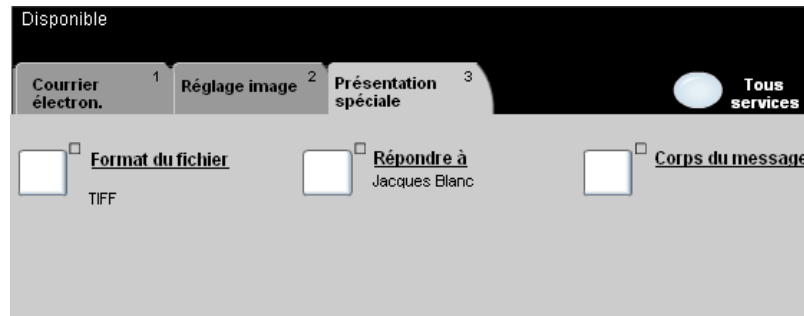 Disponible
Courrier électron. 1
Réglage image 2
Présentation spéciale 3
Tous services
Format du fichier
TIFF
Répondre à
Jacques Blanc
Corps du message